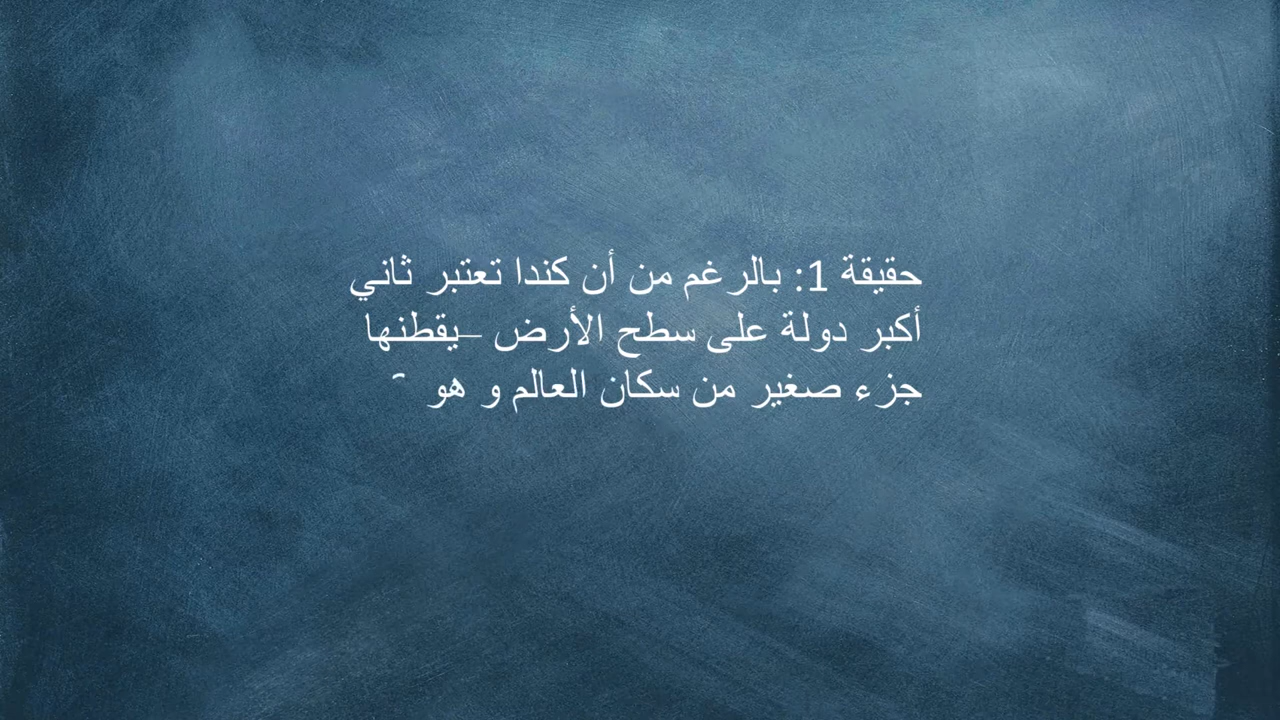 حقيقة 1: بالرغم من أن كندا تعتبر ثاني
أكبر دولة على سطح الأرض –يقطنها
جزء صغير من سكان العالم و هو